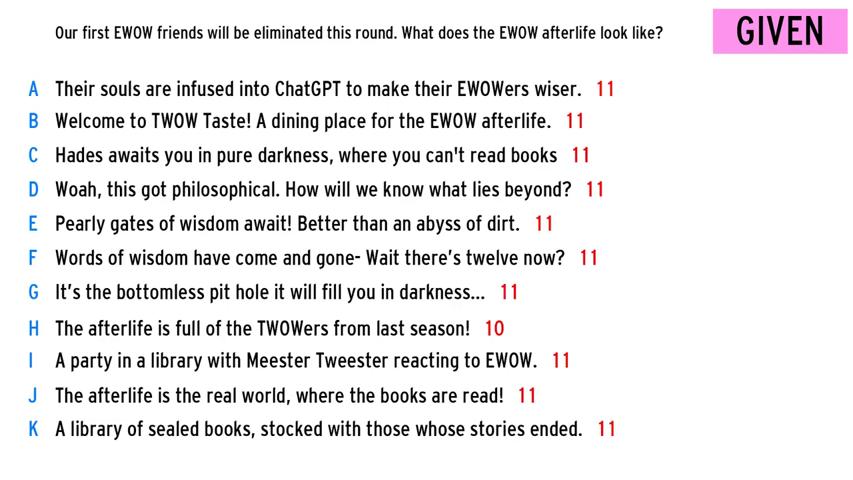 Our first EWOW friends will be eliminated this round. What does the EWOW afterlife look like?
GIVEN
A Their souls are infused into ChatGPT to make their EWOWers wiser. 11
B Welcome to TWOW Taste! A dining place for the EWOW afterlife. 11
C Hades awaits you in pure darkness, where you can't read books 11
D Woah, this got philosophical. How will we know what lies beyond? 11
E Pearly gates of wisdom await! Better than an abyss of dirt. 11
F Words of wisdom have come and gone- Wait there’s twelve now? 11
G It’s the bottomless pit hole it will fill you in darkness... 11
H The afterlife is full of the TWOWers from last season! 10
I A party in a library with Meester Tweester reacting to EWOW. 11
J The afterlife is the real world, where the books are read! 11
K A library of sealed books, stocked with those whose stories ended. 11